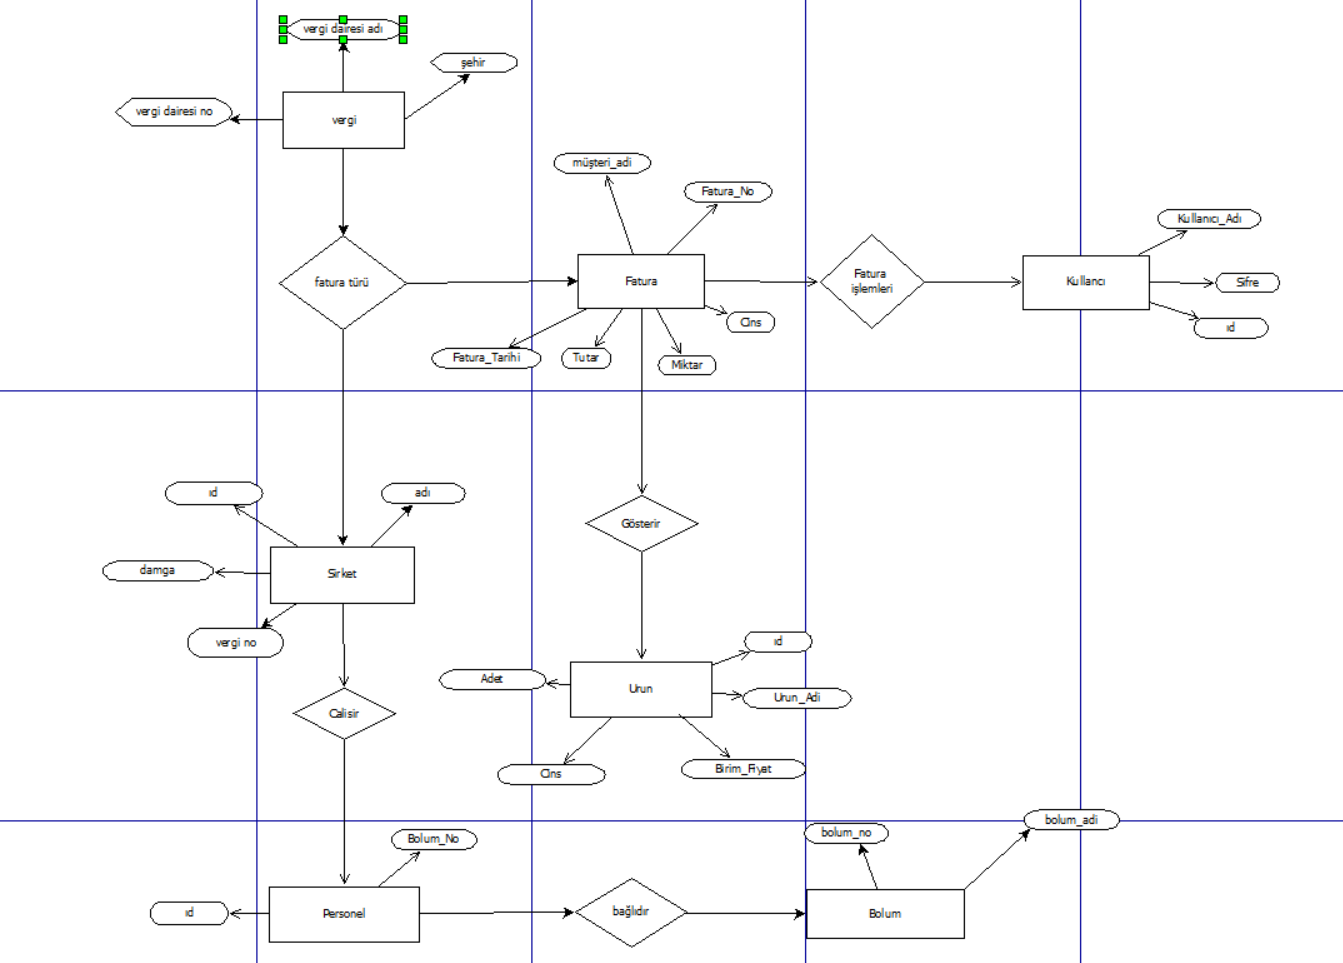 vergi dairesi adı
şehir
vergi dairesi no
vergi
müşteri_adi
Fatura_No
Kullanıcı_Adı
fatura türü
Fatura
Fatura
işlemleri
Kullancı
Sifre
Cins
ıd
Fatura_Tarihi
Tutar
Miktar
ıd
adı
Gösterir
damga
Sirket
vergi no
ıd
Adet
Urun
Urun_Adi
Calisir
Cins
Birim_Fiyat
bolum_adi
Bolum_No
bolum_no
ıd
Personel
bağlıdır
Bolum